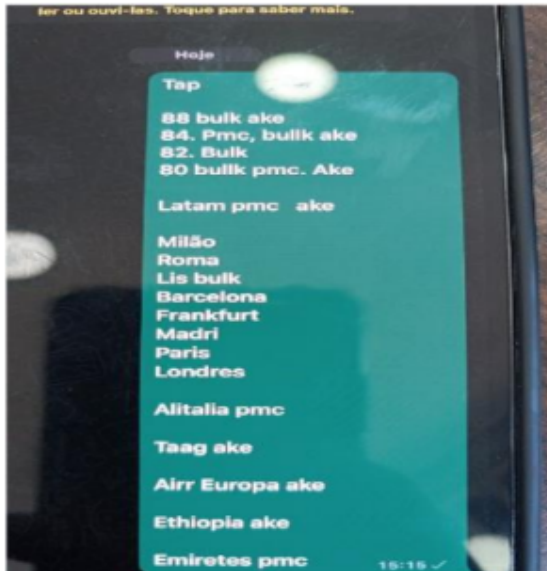 ler ou ouvi-las. Toque para saber mais.
Hoje
Tap
88 bulk ake
84. Pmc, bullk ake
82. Bulk
80 bullk pmc. Ake
Latam pmc ake
Milão
Roma
Lis bulk
Barcelona
Frankfurt
Madri
Paris
Londres
Alitalia pmc
Taag ake
Airr Europa ake
Ethiopia ake
Emiretes pmc
15:15